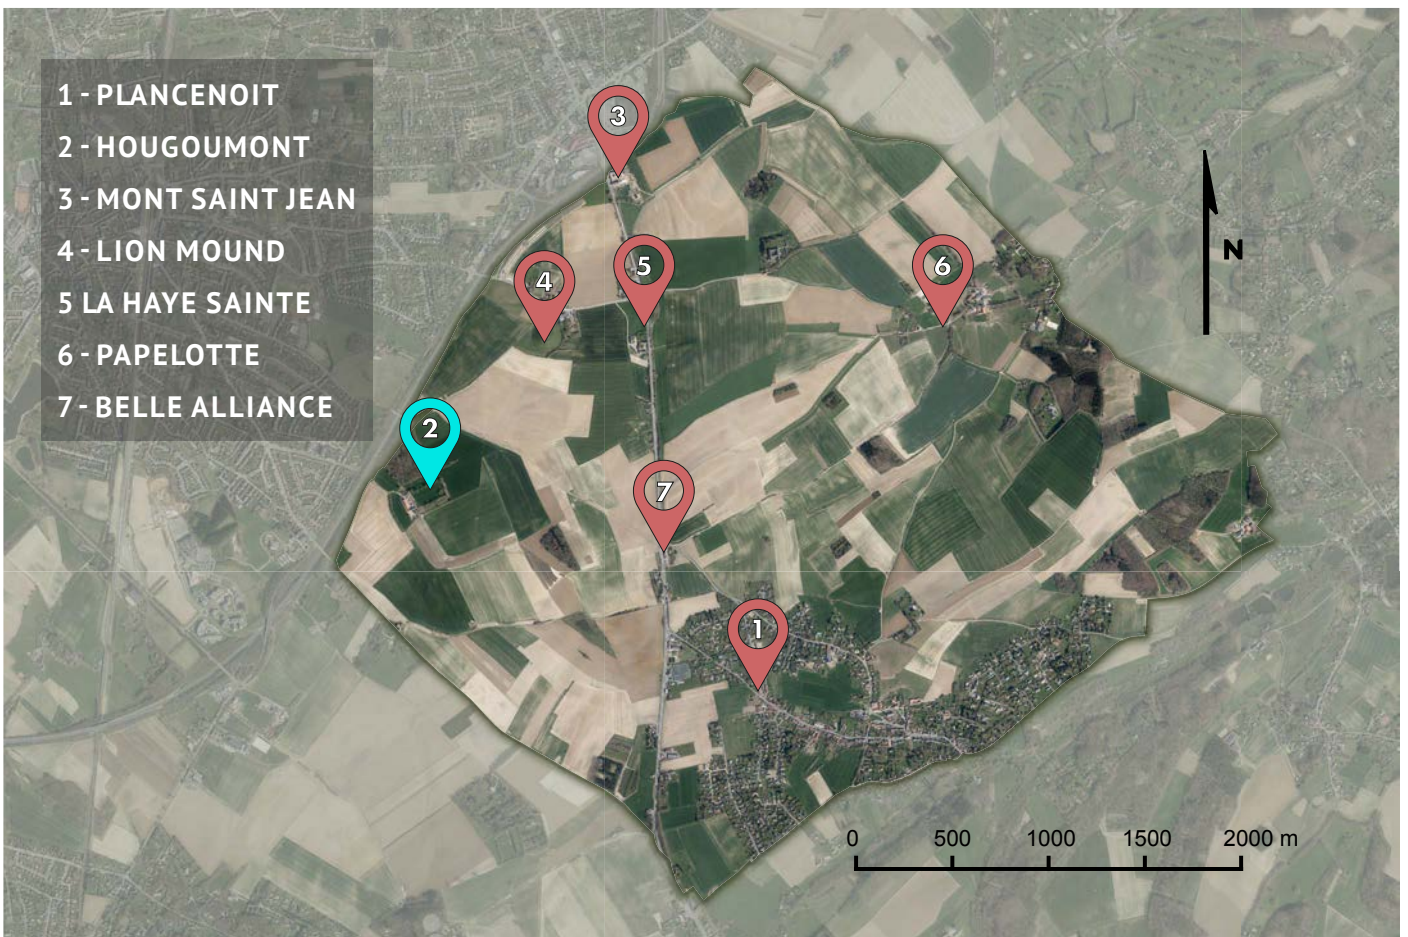 1 - PLANCENOIT
2 - HOUGOUMONT
3 - MONT SAINT JEAN
4 - LION MOUND
5 LA HAYE SAINTE
6 - PAPELOTTE
7 - BELLE ALLIANCE
3
4
5
6
N
2
7
1
0 500 1000 1500 2000 m